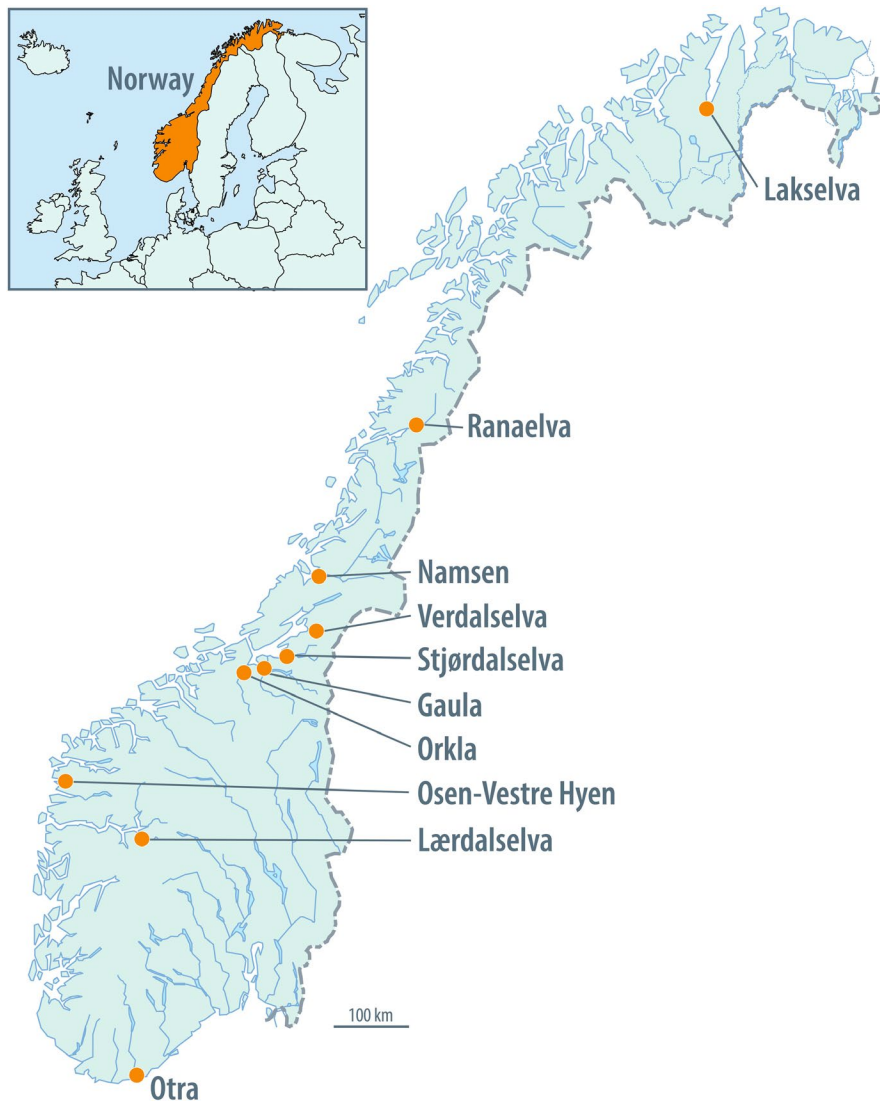 Norway
Lakselva
Ranaelva
Namsen
Verdalselva
Stjørdalselva
Gaula
Orkla
Osen-Vestre Hyen
Lærdalselva
100 km
Otra